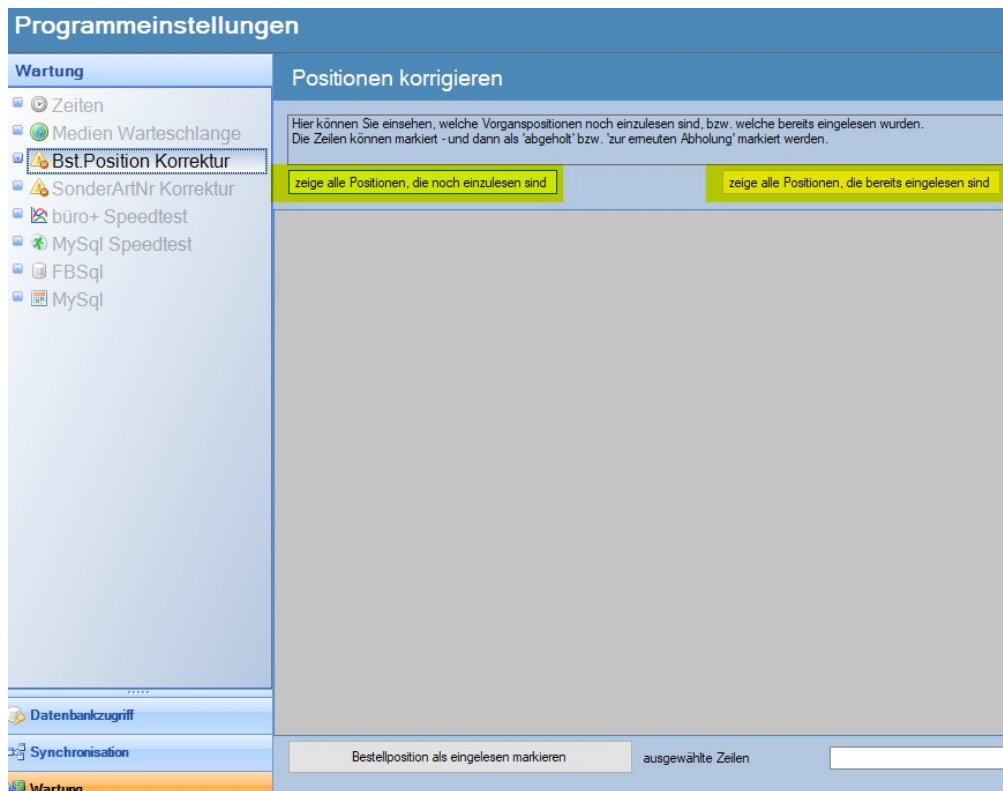 Programmeinstellungen
Wartung
Zeiten
Medien Warteschlange
Bst.Position Korrektur
SonderArtNr Korrektur
büro+ Speedtest
MySql Speedtest
FBSql
MySql
Datenbankzugriff
Synchronisation
Wartung
Positionen korrigieren
Hier können Sie einsehen, welche Vorgangspositionen noch einzulesen sind, bzw. welche bereits eingelesen wurden.
Die Zeilen können markiert - und dann als 'abgeholt' bzw. 'zur erneuten Abholung' markiert werden.
zeige alle Positionen, die noch einzulesen sind
zeige alle Positionen, die bereits eingelesen sind
Bestellposition als eingelesen markieren
ausgewählte Zeilen